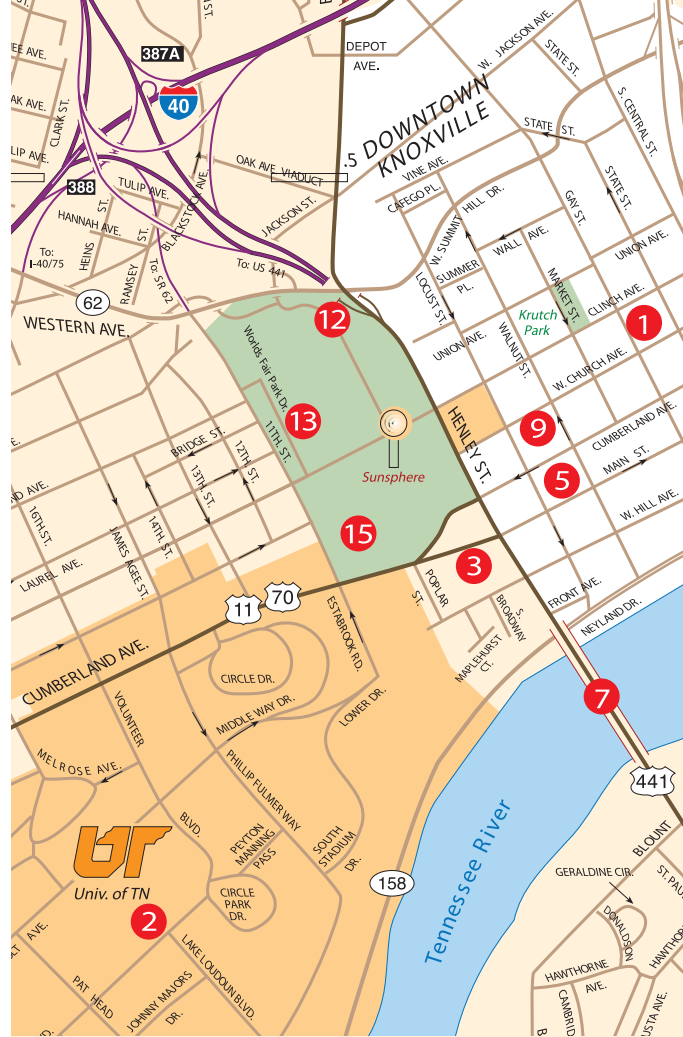 387A
40
388
DEPOT
AVE.
W. JACKSON AVE.
STATE ST.
S. CENTRAL ST.
STATE ST.
.S DOWNTOWN
KNOXVILLE
CLARK ST.
OAK AVE. VIADUCT
VINE AVE.
CAFEGO PL.
TULIP AVE.
BLACKSTOCK AVE.
JACKSON ST.
W. SUMMIT
HILL DR.
GAY ST.
STATE ST.
HANNAH AVE.
HEINS
ST.
RAMSEY
ST.
To:
I-40/75
To: SR 62
To: US 441
WALL AVE.
UNION AVE.
SUMMER
PL.
LOCUST ST.
MARKET ST.
CLINCH AVE.
62
WESTERN AVE.
12
Krutch
Park
1
UNION AVE.
WALNUT ST.
W. CHURCH AVE.
Worlds Fair Park Dr.
13
11TH. ST.
HENLEY ST.
9
CUMBERLAND AVE.
BRIDGE ST.
12TH. ST.
13TH. ST.
Sunsphere
5
MAIN ST.
16TH. ST.
JAMES AGEE ST.
14TH. ST.
15
W. HILL AVE.
LAUREL AVE.
3
POPLAR
ST.
S.
BROADWAY
FRONT AVE.
NEYLAND DR.
11
70
ESTABROOK RD.
MAPLEHURST
CT.
CUMBERLAND AVE.
CIRCLE DR.
VOLUNTEER
MIDDLE WAY DR.
LOWER DR.
7
MELROSE AVE.
PHILLIP FULMER WAY
441
BLVD.
PEYTON
MANNING
PASS
SOUTH
STADIUM
DR.
Tennessee River
BLOUNT
UT
Univ. of TN
CIRCLE
PARK
DR.
158
GERALDINE CIR.
ST. PAU
2
DONALDSON
LAKE LOUDOUN BLVD.
HAWTHORNE
AVE.
HAWTHOR
PAT HEAD
JOHNNY MAJORS
DR.
CAMBRID
USTA AVE.